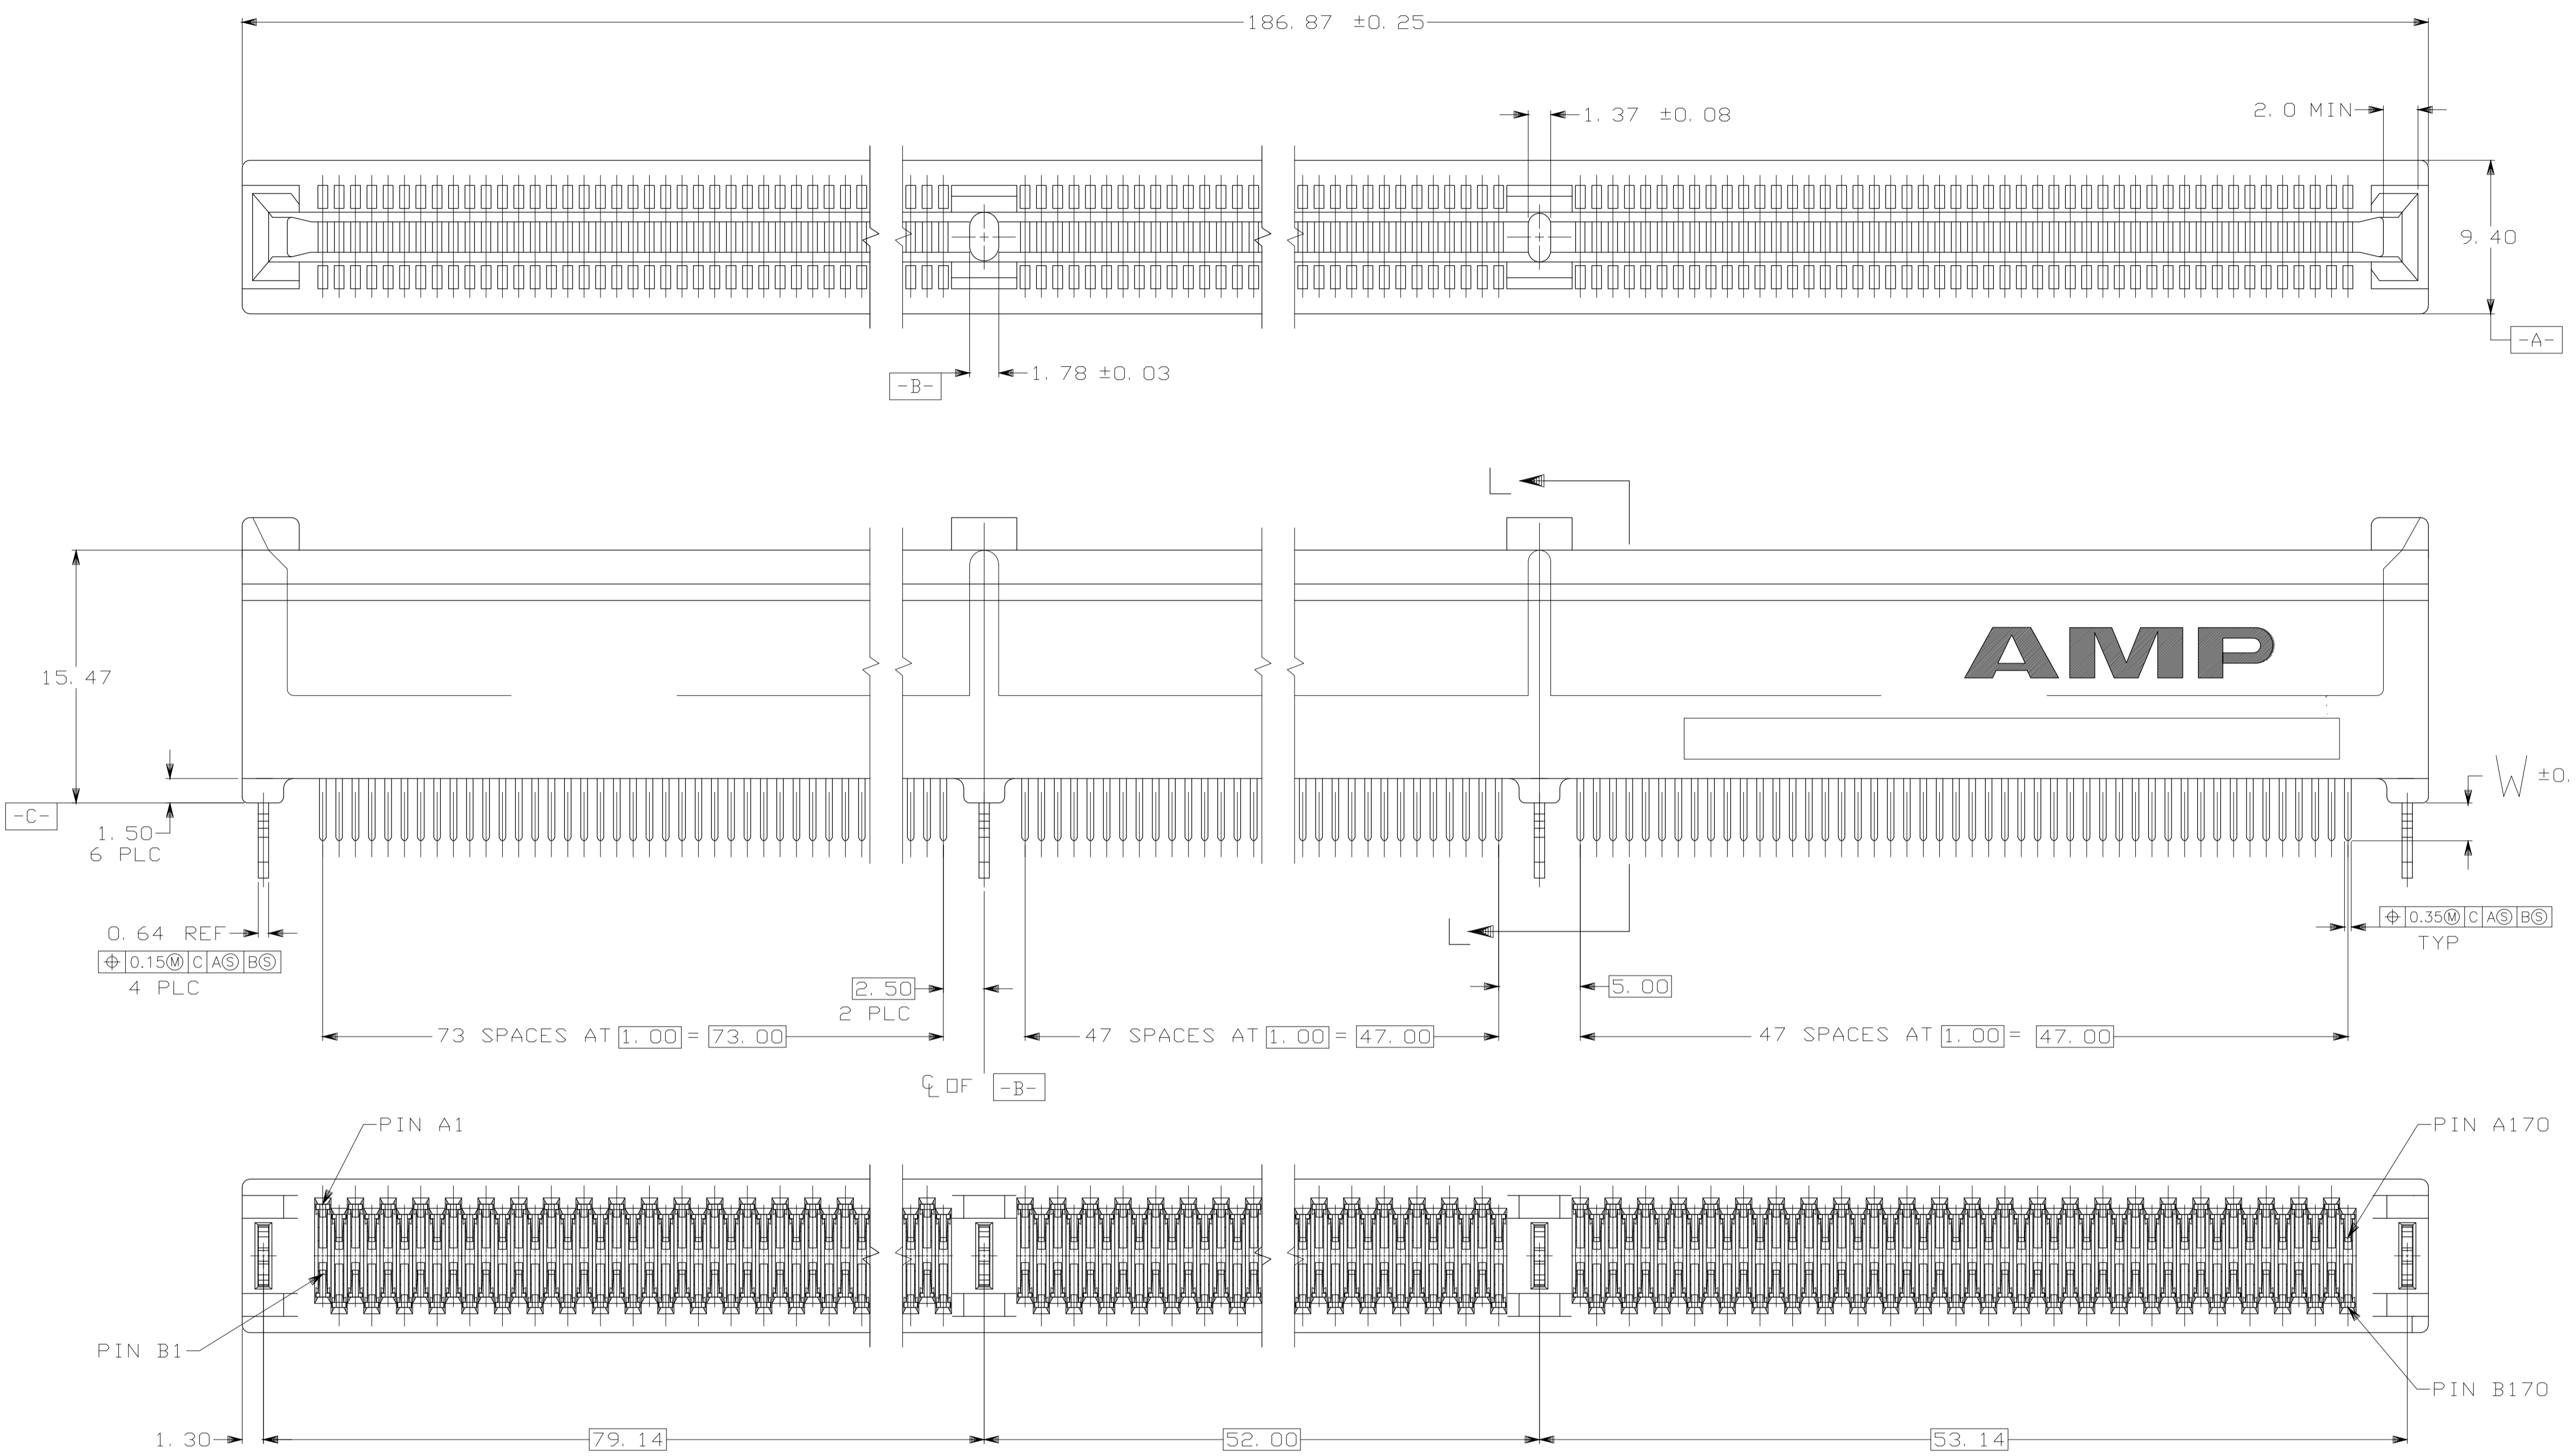 186.87 ±0.25
1.37 ±0.08
2.0 MIN
9.40
-A-
-B-
1.78 ±0.03
L
AMP
15.47
W ±0.
-C-
1.50
6 PLC
0.64 REF
⌖ 0.15Ⓜ C AⓈ BⓈ
4 PLC
L
⌖ 0.35Ⓜ C AⓈ BⓈ
TYP
2.50
2 PLC
5.00
73 SPACES AT 1.00 = 73.00
47 SPACES AT 1.00 = 47.00
47 SPACES AT 1.00 = 47.00
℄ OF -B-
PIN A1
PIN A170
PIN B1
PIN B170
1.30
79.14
52.00
53.14